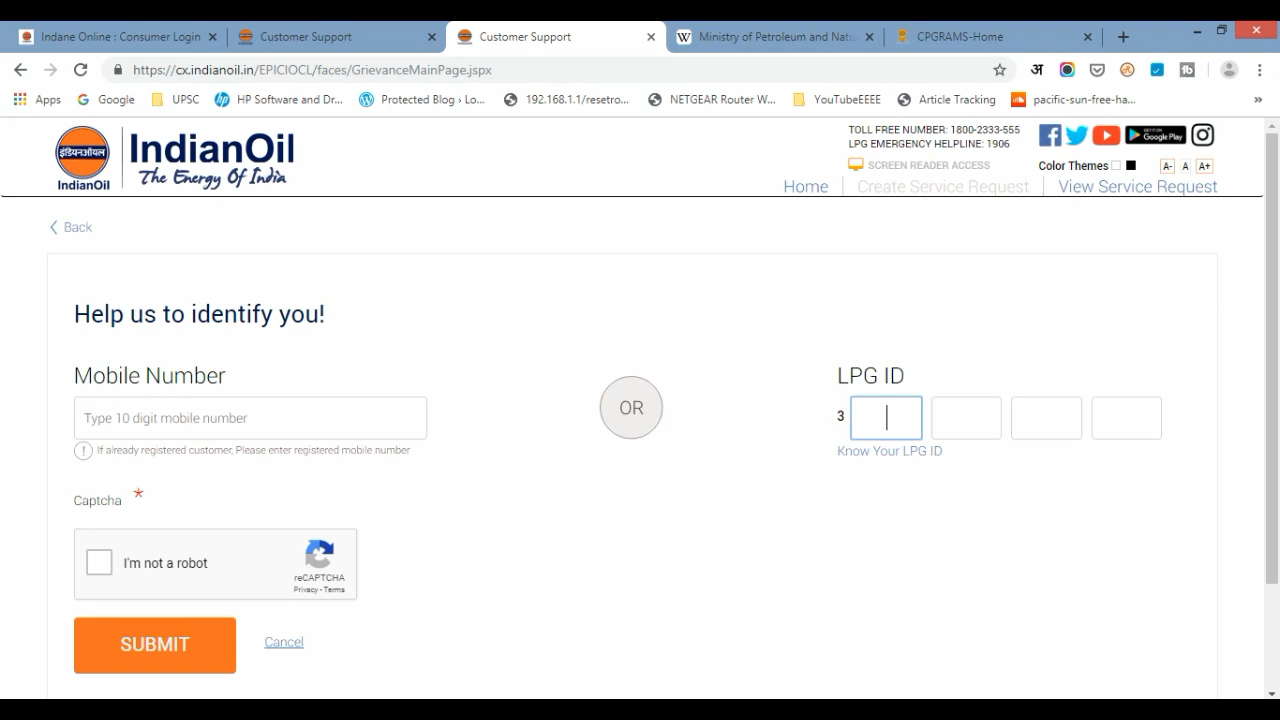 Indane Online : Consumer Login
Customer Support
Customer Support
W Ministry of Petroleum and Natu
CPGRAMS-Home
https://cx.indianoil.in/EPICIOCL/faces/GrievanceMainPage.jspx
अ
Apps
Google
UPSC
HP Software and Dr...
Protected Blog › Lo...
192.168.1.1/resetro...
NETGEAR Router W...
YouTubeEEEE
Article Tracking
pacific-sun-free-ha...
»
इंडियनऑयल
IndianOil
IndianOil
The Energy Of India
TOLL FREE NUMBER: 1800-2333-555
LPG EMERGENCY HELPLINE: 1906
GET IT ON
Google Play
SCREEN READER ACCESS
Color Themes
A- A A+
Home
Create Service Request
View Service Request
Back
Help us to identify you!
Mobile Number
Type 10 digit mobile number
! If already registered customer, Please enter registered mobile number
OR
LPG ID
3
Know Your LPG ID
Captcha *
I'm not a robot
reCAPTCHA
Privacy - Terms
SUBMIT
Cancel